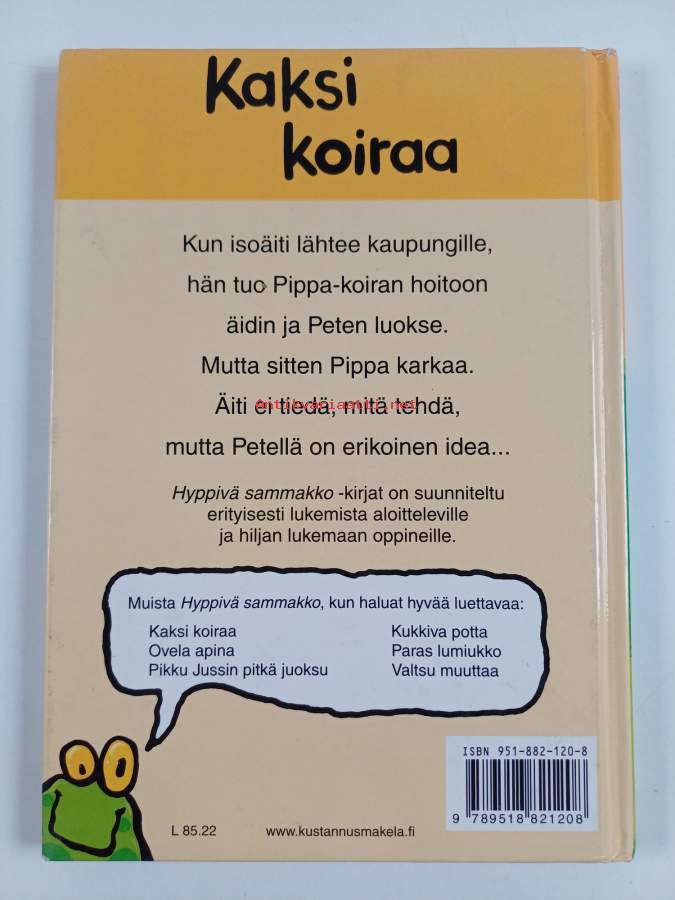 Kaksi
koiraa
Kun isoäiti lähtee kaupungille,
hän tuo Pippa-koiran hoitoon
äidin ja Peten luokse.
Mutta sitten Pippa karkaa.
Äiti ei tiedä, mitä tehdä,
Antikvariaatti.net
mutta Petellä on erikoinen idea...
Hyppivä sammakko -kirjat on suunniteltu
erityisesti lukemista aloitteleville
ja hiljan lukemaan oppineille.
Muista Hyppivä sammakko, kun haluat hyvää luettavaa:
Kaksi koiraa
Ovela apina
Pikku Jussin pitkä juoksu
Kukkiva potta
Paras lumiukko
Valtsu muuttaa
ISBN 951-882-120-8
9 789518 821208
L 85.22
www.kustannusmakela.fi